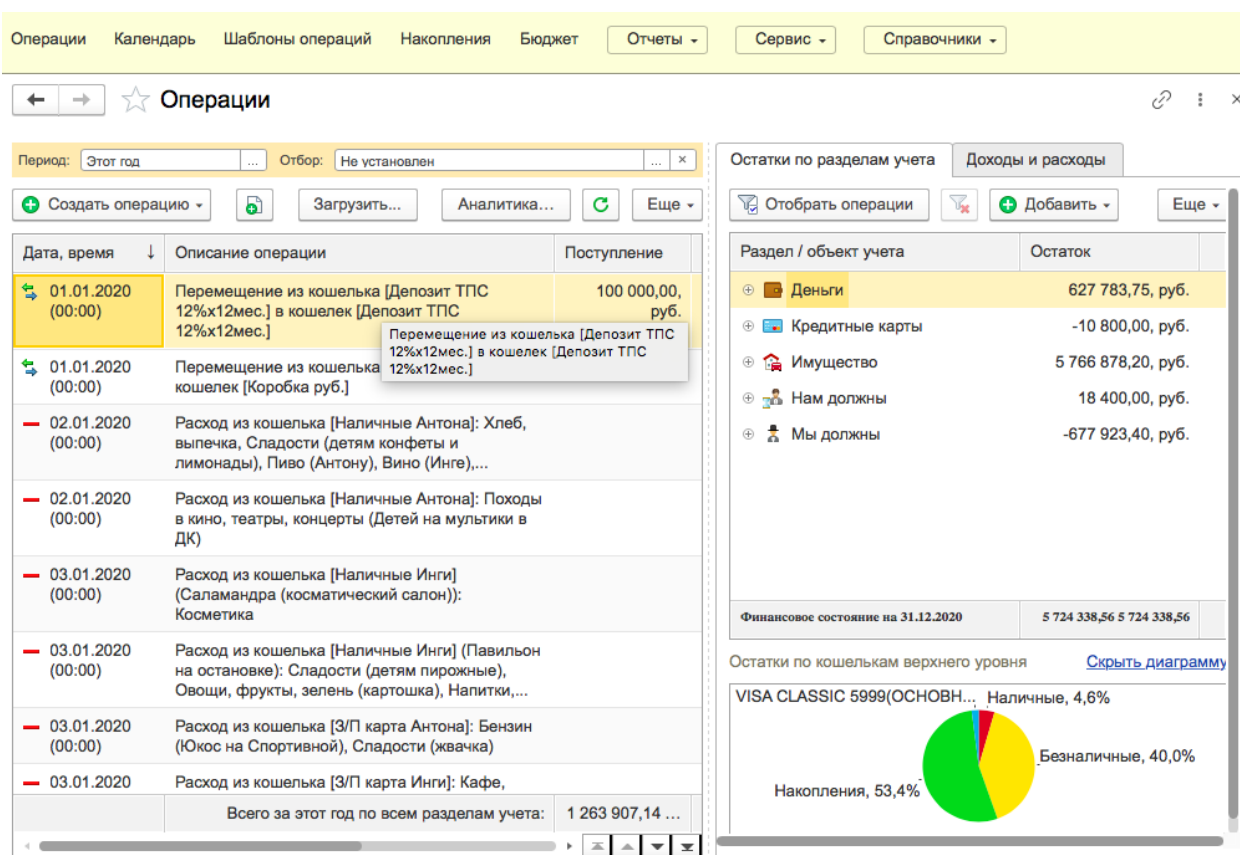 Операции Календарь Шаблоны операций Накопления Бюджет Отчеты Сервис Справочники
Операции
Период: Этот год ... Отбор: Не установлен ... ×
Создать операцию Загрузить... Аналитика... Еще
Дата, время ↓ Описание операции Поступление
01.01.2020 Перемещение из кошелька [Депозит ТПС 100 000,00,
(00:00) 12%х12мес.] в кошелек [Депозит ТПС руб.
12%х12мес.]
Перемещение из кошелька [Депозит ТПС
12%х12мес.] в кошелек [Депозит ТПС
12%х12мес.]
01.01.2020 Перемещение из кошелька
(00:00) кошелек [Коробка руб.]
02.01.2020 Расход из кошелька [Наличные Антона]: Хлеб,
(00:00) выпечка, Сладости (детям конфеты и
лимонады), Пиво (Антону), Вино (Инге),...
02.01.2020 Расход из кошелька [Наличные Антона]: Походы
(00:00) в кино, театры, концерты (Детей на мультики в
ДК)
03.01.2020 Расход из кошелька [Наличные Инги]
(00:00) (Саламандра (косматический салон)):
Косметика
03.01.2020 Расход из кошелька [Наличные Инги] (Павильон
(00:00) на остановке): Сладости (детям пирожные),
Овощи, фрукты, зелень (картошка), Напитки,...
03.01.2020 Расход из кошелька [З/П карта Антона]: Бензин
(00:00) (Юкос на Спортивной), Сладости (жвачка)
03.01.2020 Расход из кошелька [З/П карта Инги]: Кафе,
Всего за этот год по всем разделам учета: 1 263 907,14 ...
Остатки по разделам учета Доходы и расходы
Отобрать операции Добавить Еще
Раздел / объект учета Остаток
Деньги 627 783,75, руб.
Кредитные карты -10 800,00, руб.
Имущество 5 766 878,20, руб.
Нам должны 18 400,00, руб.
Мы должны -677 923,40, руб.
Финансовое состояние на 31.12.2020 5 724 338,56 5 724 338,56
Остатки по кошелькам верхнего уровня Скрыть диаграмму
VISA CLASSIC 5999(ОСНОВН... Наличные, 4,6%
Безналичные, 40,0%
Накопления, 53,4%